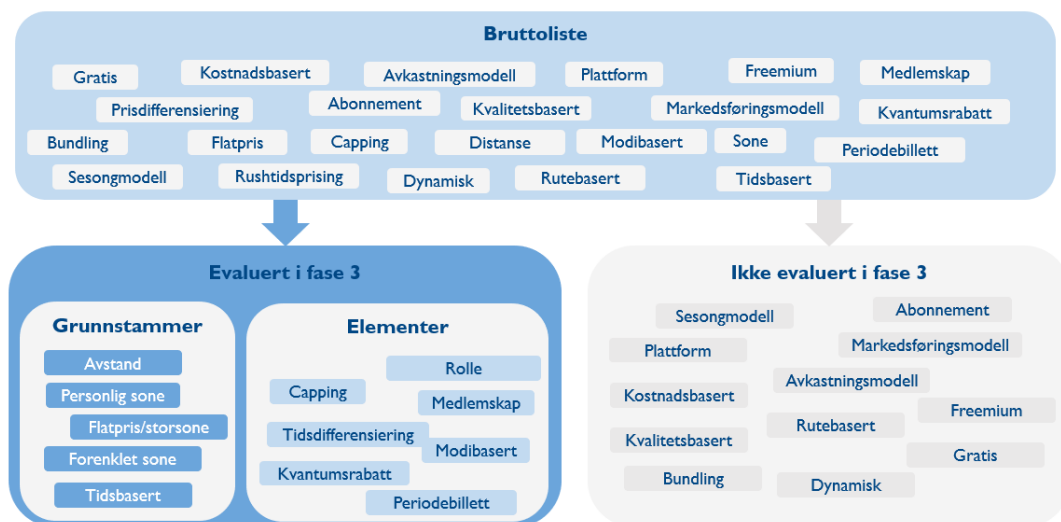 Bruttoliste
Gratis
Kostnadsbasert
Avkastningsmodell
Plattform
Freemium
Medlemskap
Prisdifferensiering
Abonnement
Kvalitetsbasert
Markedsføringsmodell
Kvantumsrabatt
Bundling
Flatpris
Capping
Distanse
Modibasert
Sone
Periodebillett
Sesongmodell
Rushtidsprising
Dynamisk
Rutebasert
Tidsbasert
Evaluert i fase 3
Grunnstammer
Avstand
Personlig sone
Flatpris/storsone
Forenklet sone
Tidsbasert
Elementer
Rolle
Capping
Medlemskap
Tidsdifferensiering
Modibasert
Kvantumsrabatt
Periodebillett
Ikke evaluert i fase 3
Sesongmodell
Abonnement
Plattform
Markedsføringsmodell
Kostnadsbasert
Avkastningsmodell
Freemium
Kvalitetsbasert
Rutebasert
Gratis
Bundling
Dynamisk